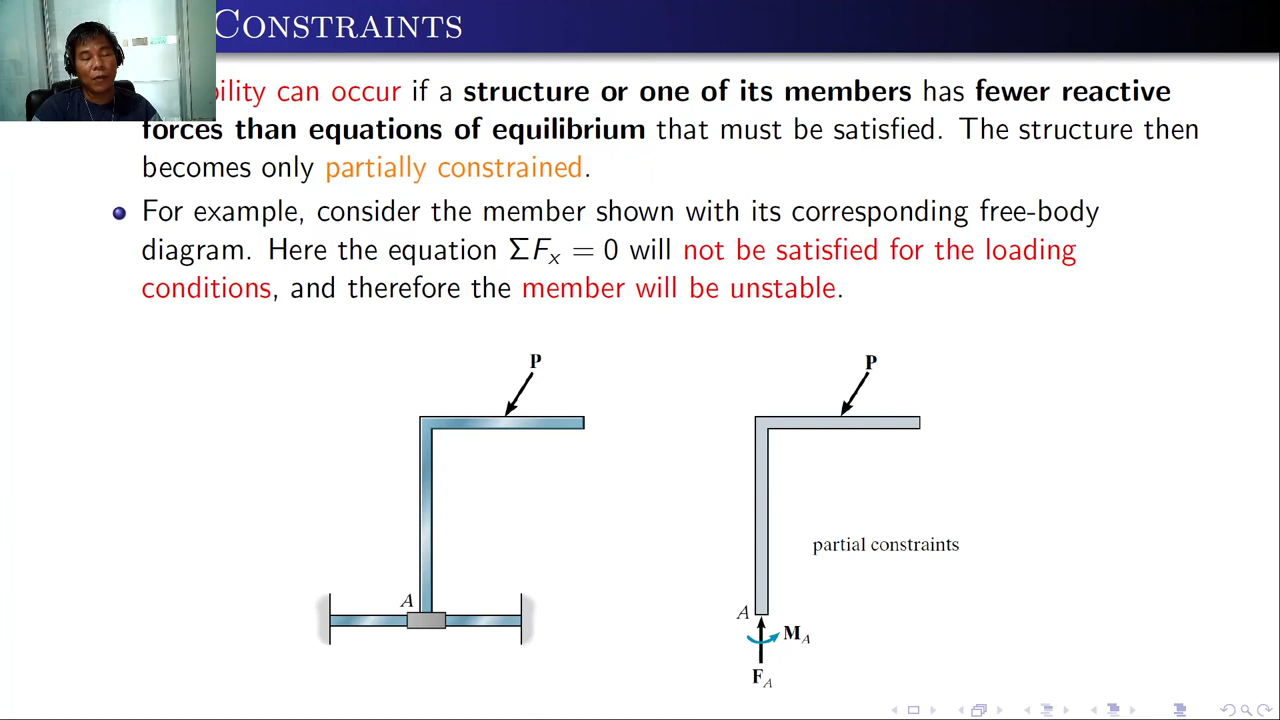 CONSTRAINTS
bility can occur if a structure or one of its members has fewer reactive
forces than equations of equilibrium that must be satisfied. The structure then
becomes only partially constrained.
For example, consider the member shown with its corresponding free-body
diagram. Here the equation ΣFx = 0 will not be satisfied for the loading
conditions, and therefore the member will be unstable.
P
P
partial constraints
A
A
MA
FA